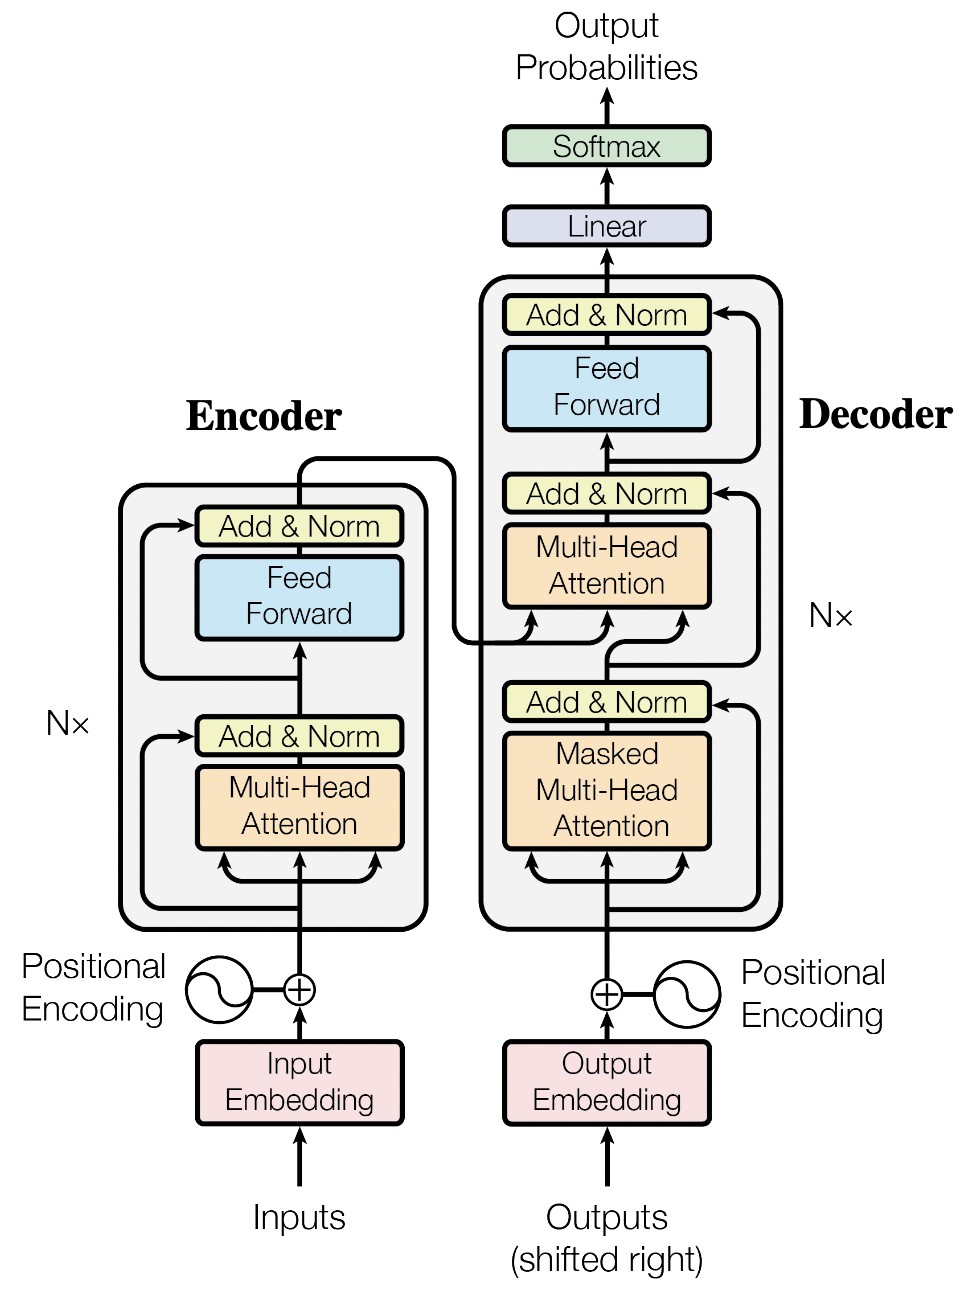 Output
Probabilities
Softmax
Linear
Add & Norm
Feed
Forward
Add & Norm
Multi-Head
Attention
Add & Norm
Masked
Multi-Head
Attention
Decoder
N×
Encoder
Add & Norm
Feed
Forward
Add & Norm
Multi-Head
Attention
N×
Positional
Encoding
Positional
Encoding
Input
Embedding
Output
Embedding
Inputs
Outputs
(shifted right)